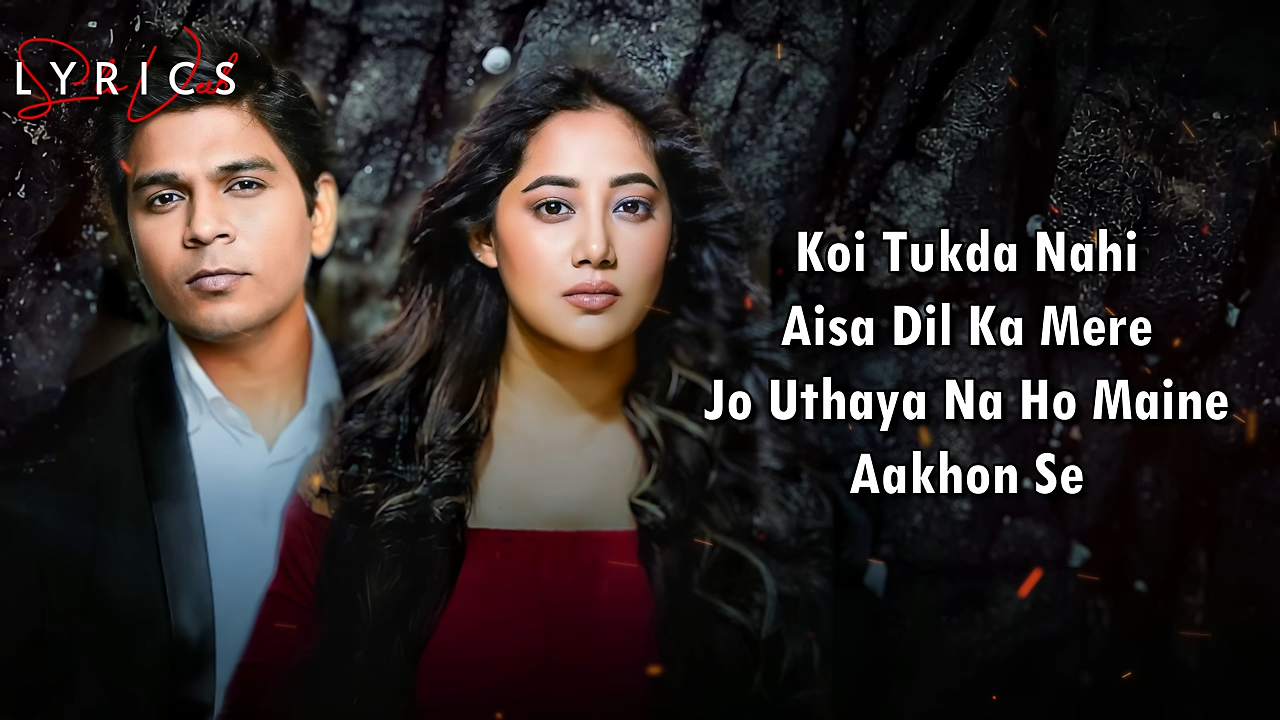 LYRICS
Koi Tukda Nahi
Aisa Dil Ka Mere
Jo Uthaya Na Ho Maine
Aakhon Se